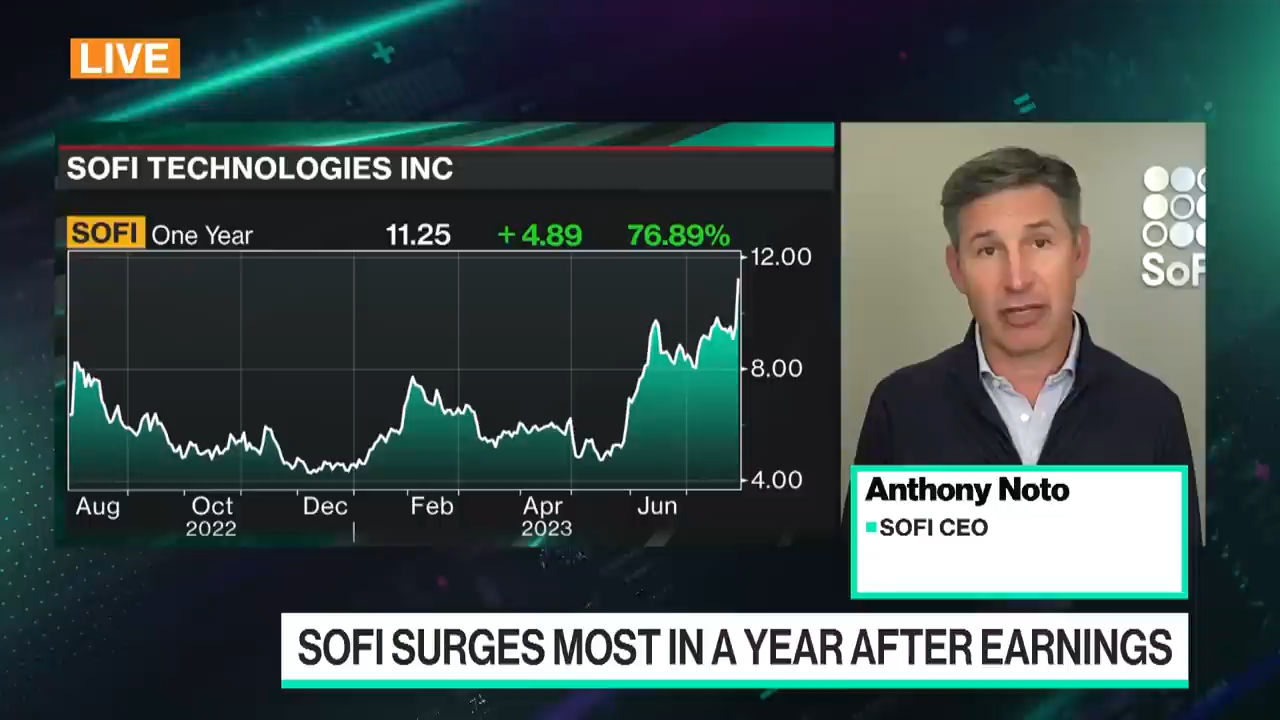 LIVE
SOFI TECHNOLOGIES INC
SOFI One Year 11.25 +4.89 76.89%
12.00
8.00
4.00
Aug Oct Dec Feb Apr Jun
2022 2023
SoF
Anthony Noto
SOFI CEO
SOFI SURGES MOST IN A YEAR AFTER EARNINGS